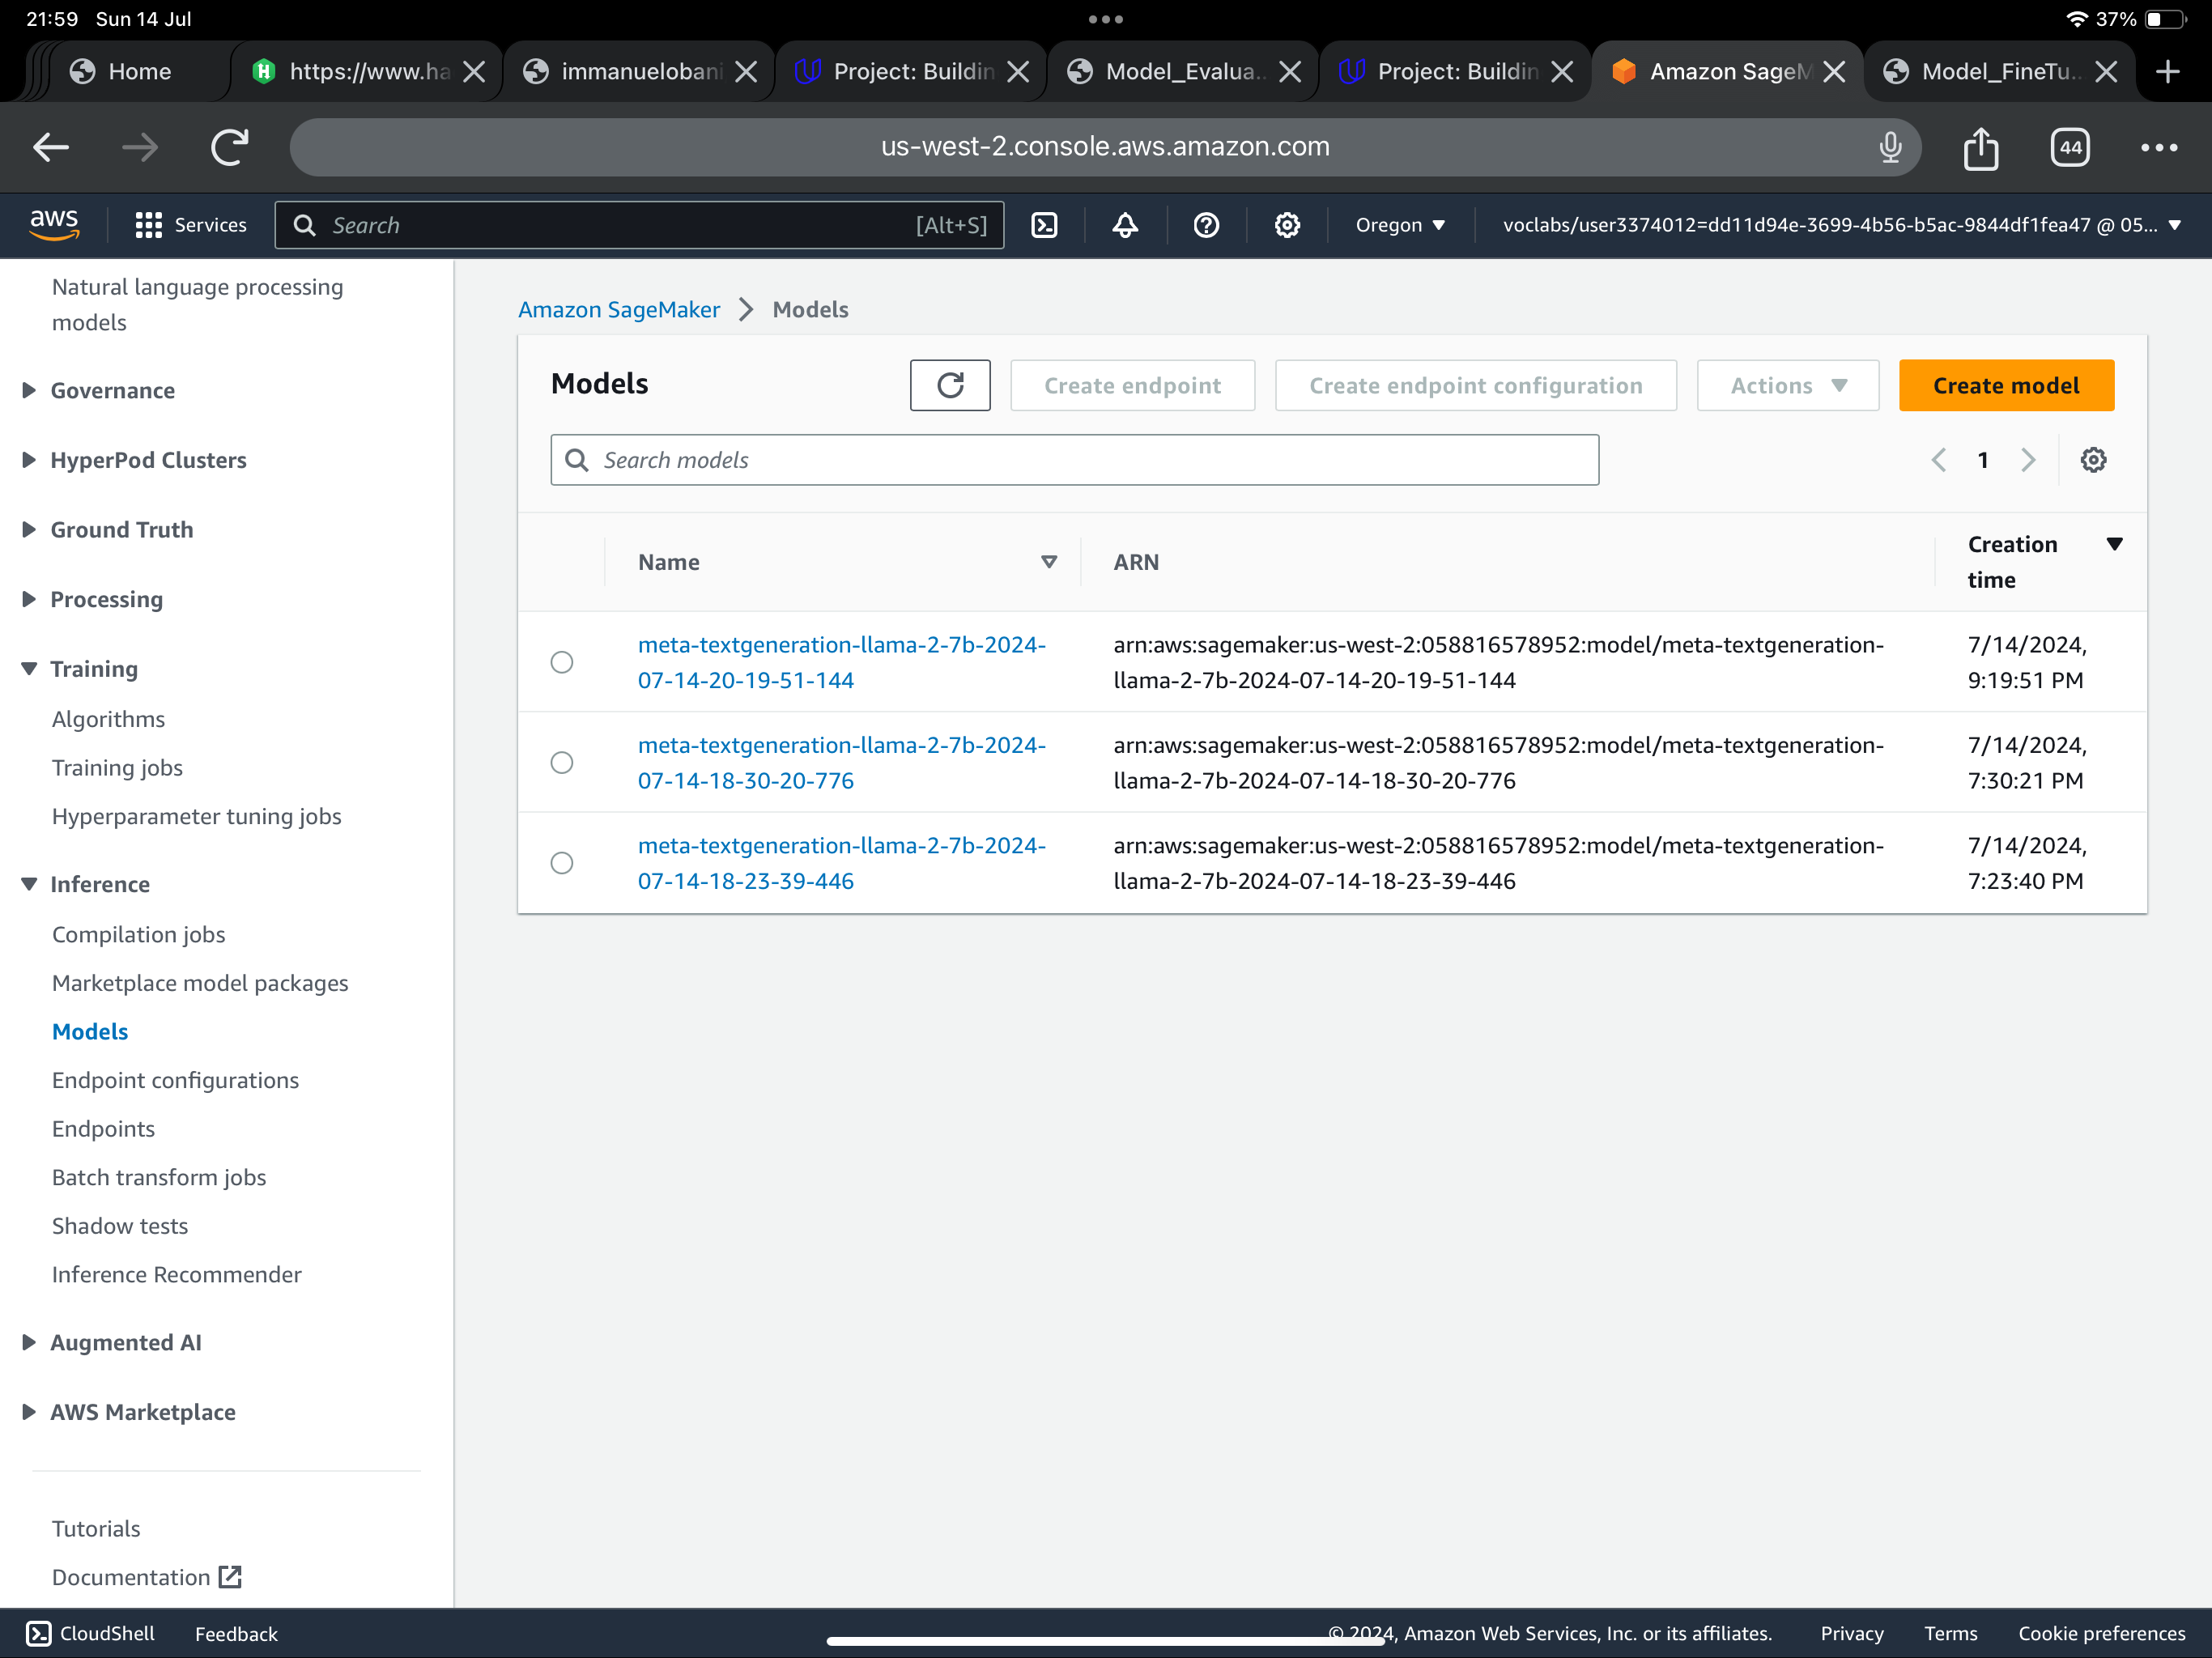 21:59 Sun 14 Jul
37%
Home
https://www.ha
immanueloban
Project: Buildin
Model_Evalua..
Project: Buildin
Amazon SageM
Model_FineTu..
us-west-2.console.aws.amazon.com
44
aws
Services
Search
[Alt+S]
Oregon
voclabs/user3374012=dd11d94e-3699-4b56-b5ac-9844df1fea47 @ 05...
Natural language processing
models
Governance
HyperPod Clusters
Ground Truth
Processing
Training
Algorithms
Training jobs
Hyperparameter tuning jobs
Inference
Compilation jobs
Marketplace model packages
Models
Endpoint configurations
Endpoints
Batch transform jobs
Shadow tests
Inference Recommender
Augmented AI
AWS Marketplace
Tutorials
Documentation
Amazon SageMaker > Models
Models
Create endpoint
Create endpoint configuration
Actions
Create model
Search models
1
Name
ARN
Creation
time
meta-textgeneration-llama-2-7b-2024-
07-14-20-19-51-144
arn:aws:sagemaker:us-west-2:058816578952:model/meta-textgeneration-
llama-2-7b-2024-07-14-20-19-51-144
7/14/2024,
9:19:51 PM
meta-textgeneration-llama-2-7b-2024-
07-14-18-30-20-776
arn:aws:sagemaker:us-west-2:058816578952:model/meta-textgeneration-
llama-2-7b-2024-07-14-18-30-20-776
7/14/2024,
7:30:21 PM
meta-textgeneration-llama-2-7b-2024-
07-14-18-23-39-446
arn:aws:sagemaker:us-west-2:058816578952:model/meta-textgeneration-
llama-2-7b-2024-07-14-18-23-39-446
7/14/2024,
7:23:40 PM
CloudShell
Feedback
© 2024, Amazon Web Services, Inc. or its affiliates.
Privacy
Terms
Cookie preferences